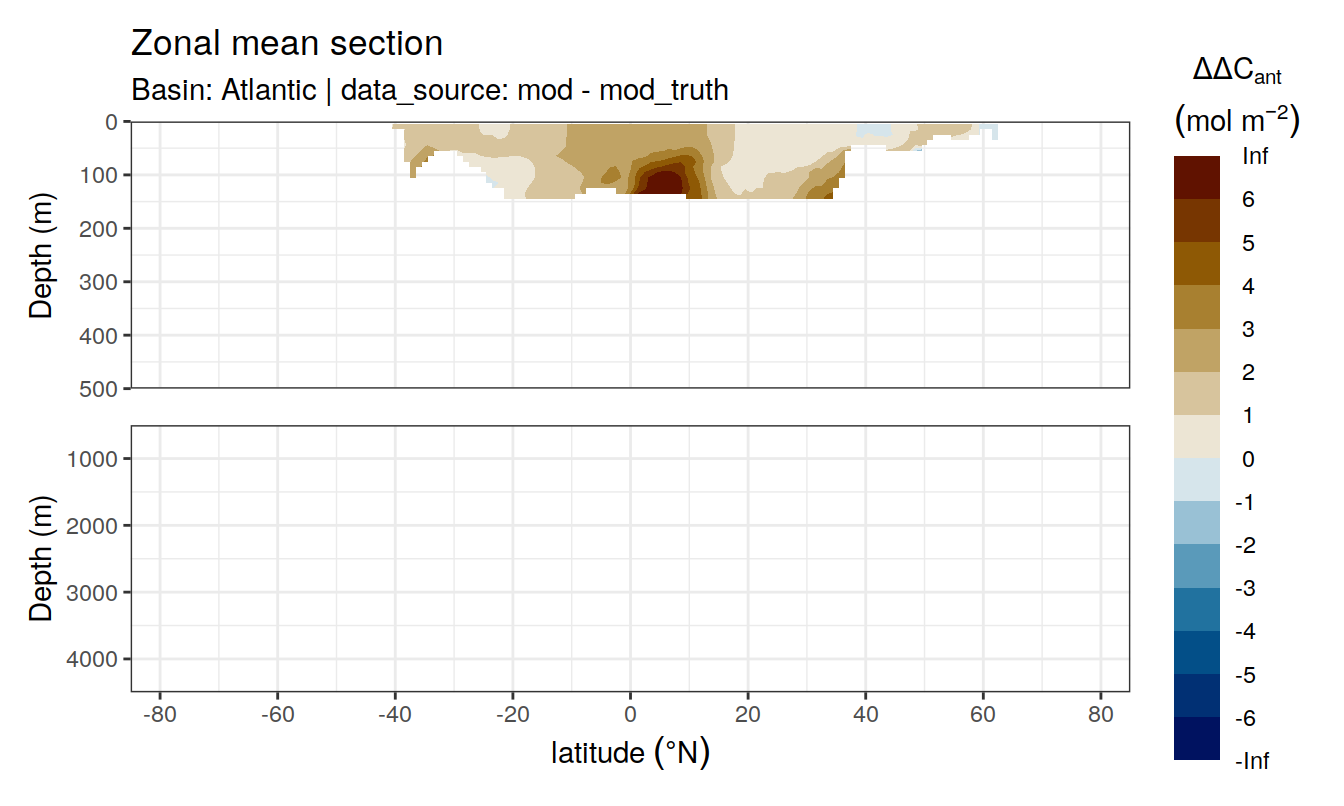 Zonal mean section
Basin: Atlantic | data_source: mod - mod_truth
Depth (m)
0
100
200
300
400
500
Depth (m)
1000
2000
3000
4000
-80 -60 -40 -20 0 20 40 60 80
latitude (°N)
ΔΔCant
(mol m−2)
Inf
6
5
4
3
2
1
0
-1
-2
-3
-4
-5
-6
-Inf